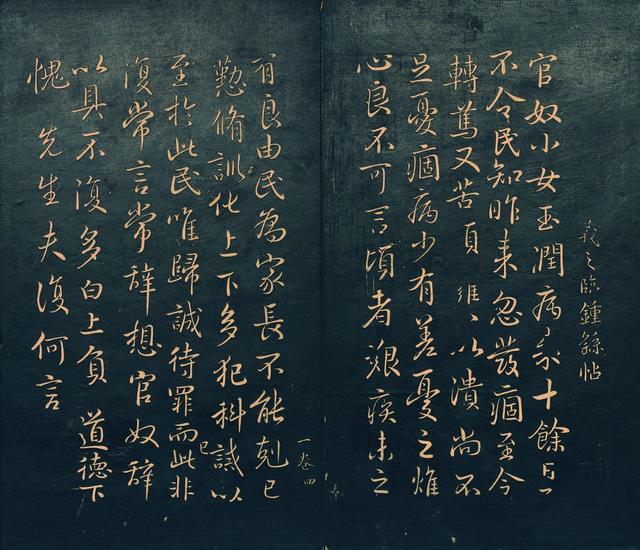 羲之臨鍾繇帖
官奴小女玉潤病來十餘日
不令民知昨來忽發痼至今
轉篤又苦頭癰、以潰尚不
足憂痼病少有差憂之燋
心良不可言頃者艱疾未之
有良由民為家長不能剋己
懃脩訓化上下多犯科誡以
至於此民唯歸誠待罪而此非
復常言常辭想官奴辭已
以具不復多白上負道德下
愧先生夫復何言
一卷四